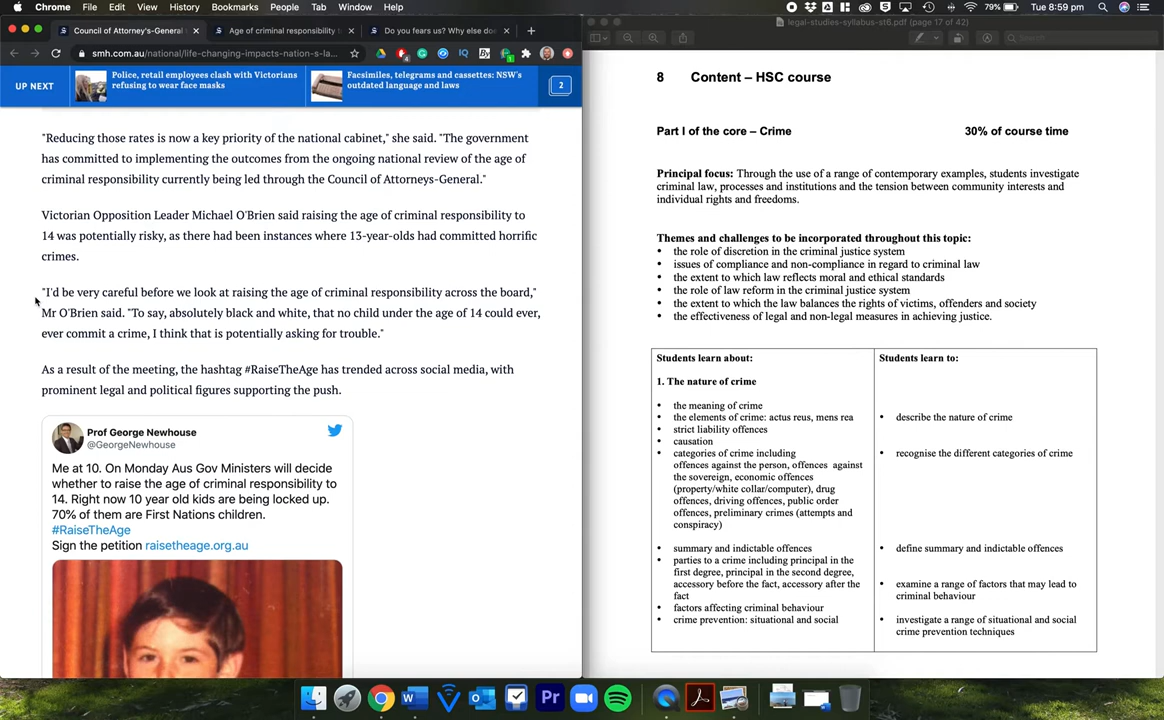 Chrome File Edit View History Bookmarks People Tab Window Help
79% Tue 8:59 pm
Council of Attorney's-General
Age of criminal responsibility
Do you fears us? Why else doe
smh.com.au/national/life-changing-impacts-nation-s-la...
legal-studies-syllabus-st6.pdf (page 17 of 42)
Search
UP NEXT
Police, retail employees clash with Victorians
refusing to wear face masks
Facsimiles, telegrams and cassettes: NSW's
outdated language and laws
2
"Reducing those rates is now a key priority of the national cabinet," she said. "The government
has committed to implementing the outcomes from the ongoing national review of the age of
criminal responsibility currently being led through the Council of Attorneys-General."
Victorian Opposition Leader Michael O'Brien said raising the age of criminal responsibility to
14 was potentially risky, as there had been instances where 13-year-olds had committed horrific
crimes.
"I'd be very careful before we look at raising the age of criminal responsibility across the board,"
Mr O'Brien said. "To say, absolutely black and white, that no child under the age of 14 could ever,
ever commit a crime, I think that is potentially asking for trouble."
As a result of the meeting, the hashtag #RaiseTheAge has trended across social media, with
prominent legal and political figures supporting the push.
Prof George Newhouse
@GeorgeNewhouse
Me at 10. On Monday Aus Gov Ministers will decide
whether to raise the age of criminal responsibility to
14. Right now 10 year old kids are being locked up.
70% of them are First Nations children.
#RaiseTheAge
Sign the petition raisetheage.org.au
8 Content – HSC course
Part I of the core – Crime 30% of course time
Principal focus: Through the use of a range of contemporary examples, students investigate
criminal law, processes and institutions and the tension between community interests and
individual rights and freedoms.
Themes and challenges to be incorporated throughout this topic:
• the role of discretion in the criminal justice system
• issues of compliance and non-compliance in regard to criminal law
• the extent to which law reflects moral and ethical standards
• the role of law reform in the criminal justice system
• the extent to which the law balances the rights of victims, offenders and society
• the effectiveness of legal and non-legal measures in achieving justice.
Students learn about:
1. The nature of crime
• the meaning of crime
• the elements of crime: actus reus, mens rea
• strict liability offences
• causation
• categories of crime including
offences against the person, offences against
the sovereign, economic offences
(property/white collar/computer), drug
offences, driving offences, public order
offences, preliminary crimes (attempts and
conspiracy)
• summary and indictable offences
• parties to a crime including principal in the
first degree, principal in the second degree,
accessory before the fact, accessory after the
fact
• factors affecting criminal behaviour
• crime prevention: situational and social
Students learn to:
• describe the nature of crime
• recognise the different categories of crime
• define summary and indictable offences
• examine a range of factors that may lead to
criminal behaviour
• investigate a range of situational and social
crime prevention techniques